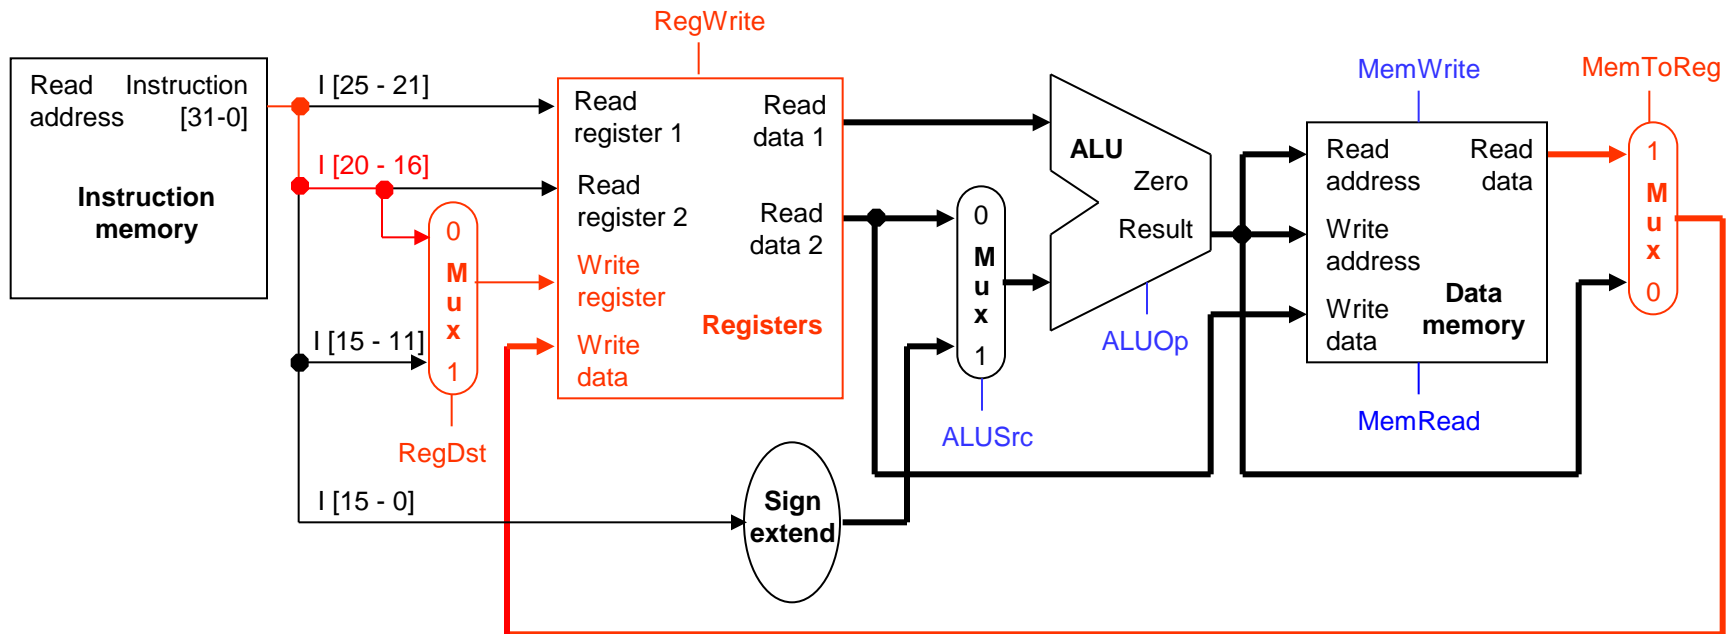 RegWrite
Read Instruction
address [31-0]
Instruction
memory
I [25 - 21]
I [20 - 16]
I [15 - 11]
I [15 - 0]
0
M
u
x
1
RegDst
Read
register 1
Read
register 2
Write
register
Write
data
Read
data 1
Read
data 2
Registers
Sign
extend
0
M
u
x
1
ALUSrc
ALU
Zero
Result
ALUOp
MemWrite
Read
address
Write
address
Write
data
Read
data
Data
memory
MemRead
MemToReg
1
M
u
x
0